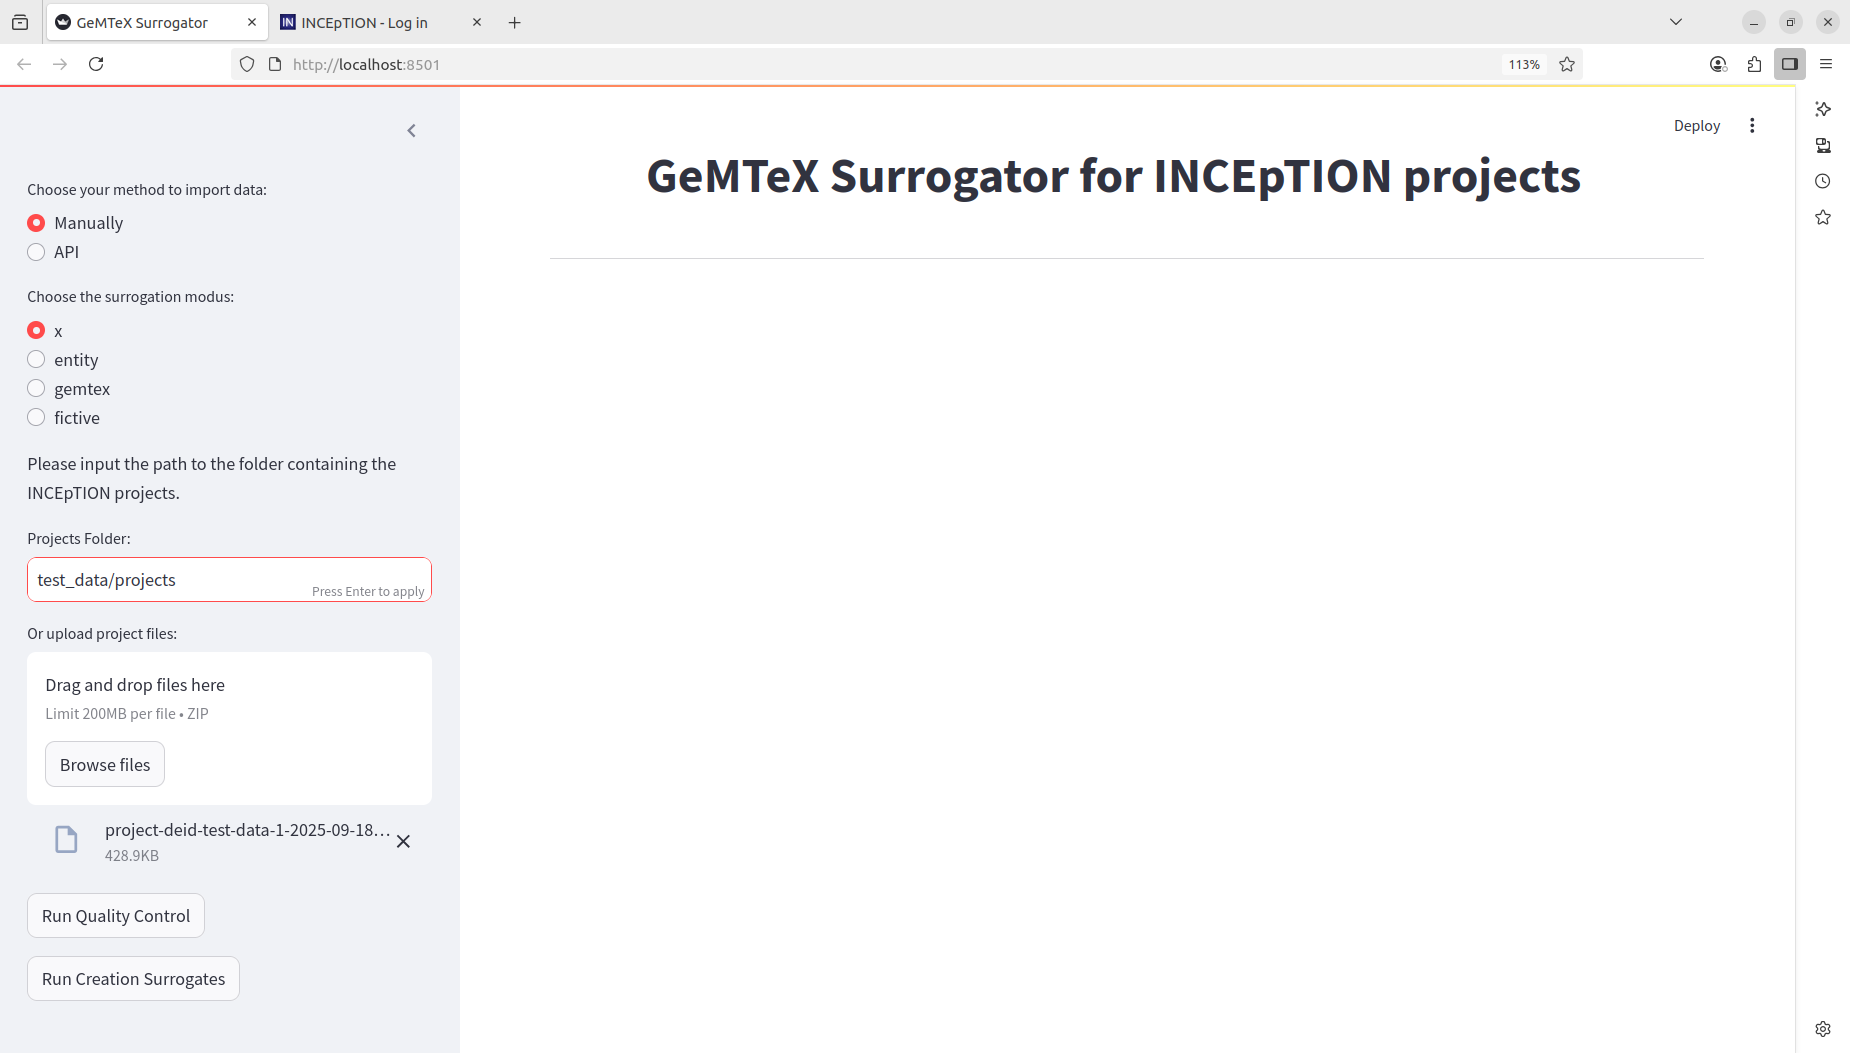 GeMTeX Surrogator
INCEpTION - Log in
http://localhost:8501
113%
Deploy
Choose your method to import data:
Manually
API
Choose the surrogation modus:
x
entity
gemtex
fictive
Please input the path to the folder containing the
INCEpTION projects.
Projects Folder:
test_data/projects
Press Enter to apply
Or upload project files:
Drag and drop files here
Limit 200MB per file • ZIP
Browse files
project-deid-test-data-1-2025-09-18...
428.9KB
Run Quality Control
Run Creation Surrogates
GeMTeX Surrogator for INCEpTION projects